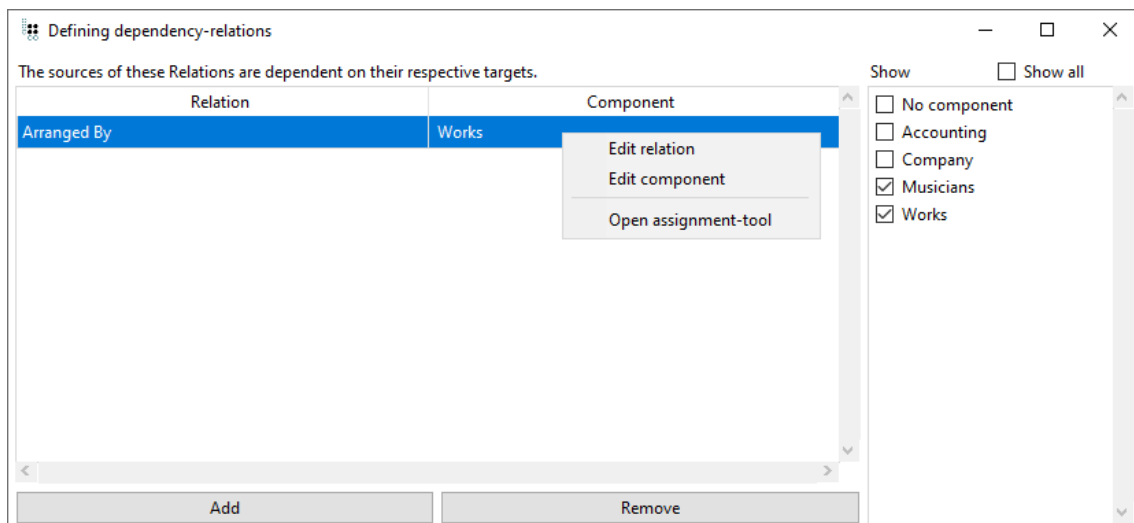 Defining dependency-relations
The sources of these Relations are dependent on their respective targets.
Show
Show all
Relation
Component
Arranged By
Works
Edit relation
Edit component
Open assignment-tool
No component
Accounting
Company
Musicians
Works
Add
Remove